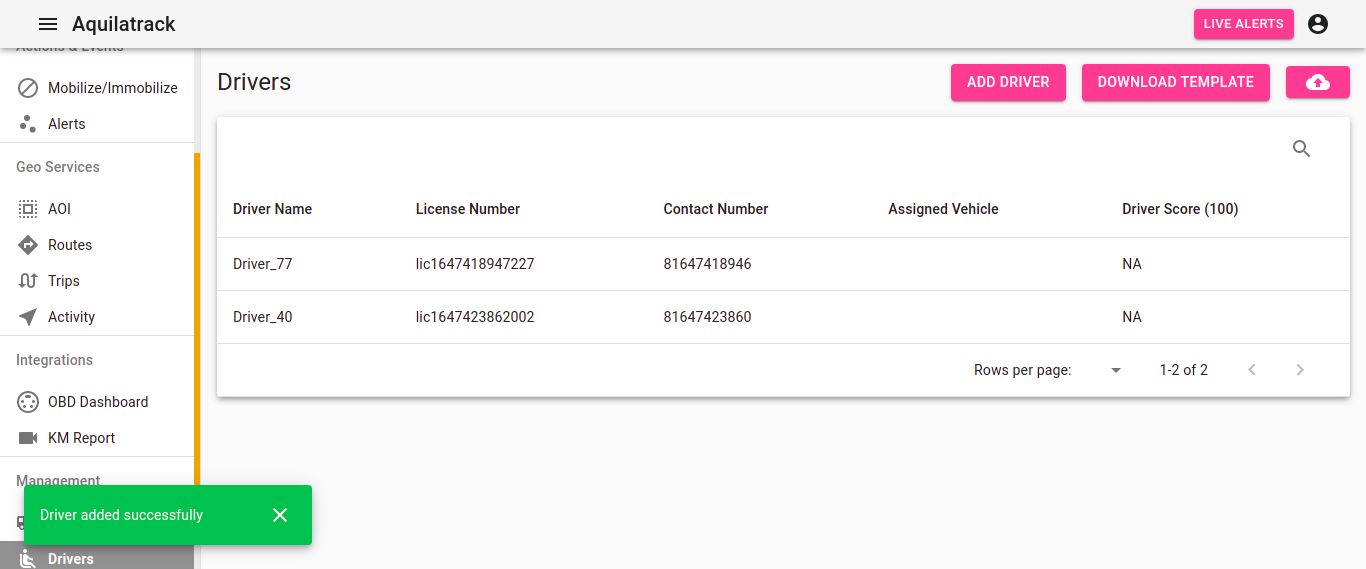 Aquilatrack
LIVE ALERTS
Actions & Events
Mobilize/Immobilize
Alerts
Geo Services
AOI
Routes
Trips
Activity
Integrations
OBD Dashboard
KM Report
Management
Drivers
Driver added successfully
Drivers
ADD DRIVER
DOWNLOAD TEMPLATE
Driver Name License Number Contact Number Assigned Vehicle Driver Score (100)
Driver_77 lic1647418947227 81647418946 NA
Driver_40 lic1647423862002 81647423860 NA
Rows per page: 1-2 of 2